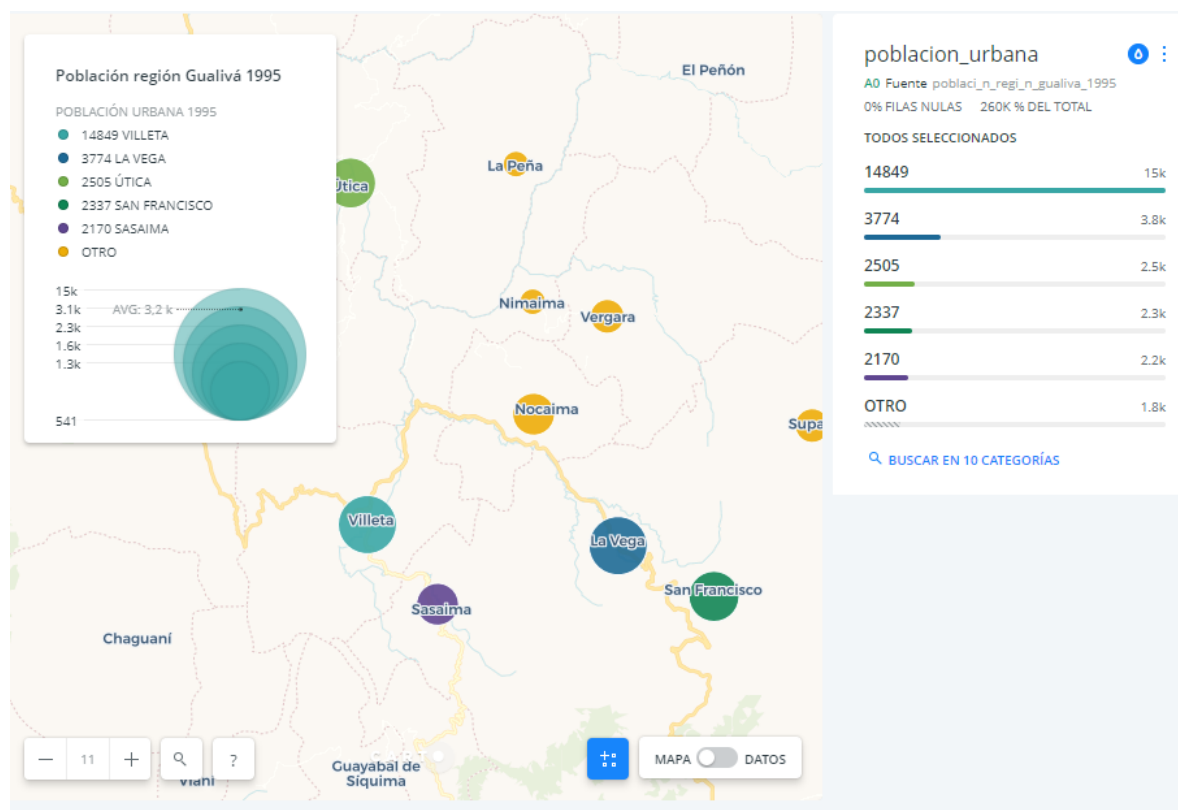 Población región Gualivá 1995
POBLACIÓN URBANA 1995
14849 VILLETA
3774 LA VEGA
2505 ÚTICA
2337 SAN FRANCISCO
2170 SASAIMA
OTRO
15k
3.1k
AVG: 3,2 k
2.3k
1.6k
1.3k
541
El Peñón
La Peña
Útica
Nimaima
Vergara
Nocaima
Supa
Villeta
La Vega
San Francisco
Sasaima
Chaguaní
Guayabal de
Síquima
Vianí
— 11 +
?
MAPA DATOS
poblacion_urbana
A0 Fuente poblaci_n_regi_n_gualiva_1995
0% FILAS NULAS 260K % DEL TOTAL
TODOS SELECCIONADOS
14849 15k
3774 3.8k
2505 2.5k
2337 2.3k
2170 2.2k
OTRO 1.8k
BUSCAR EN 10 CATEGORÍAS